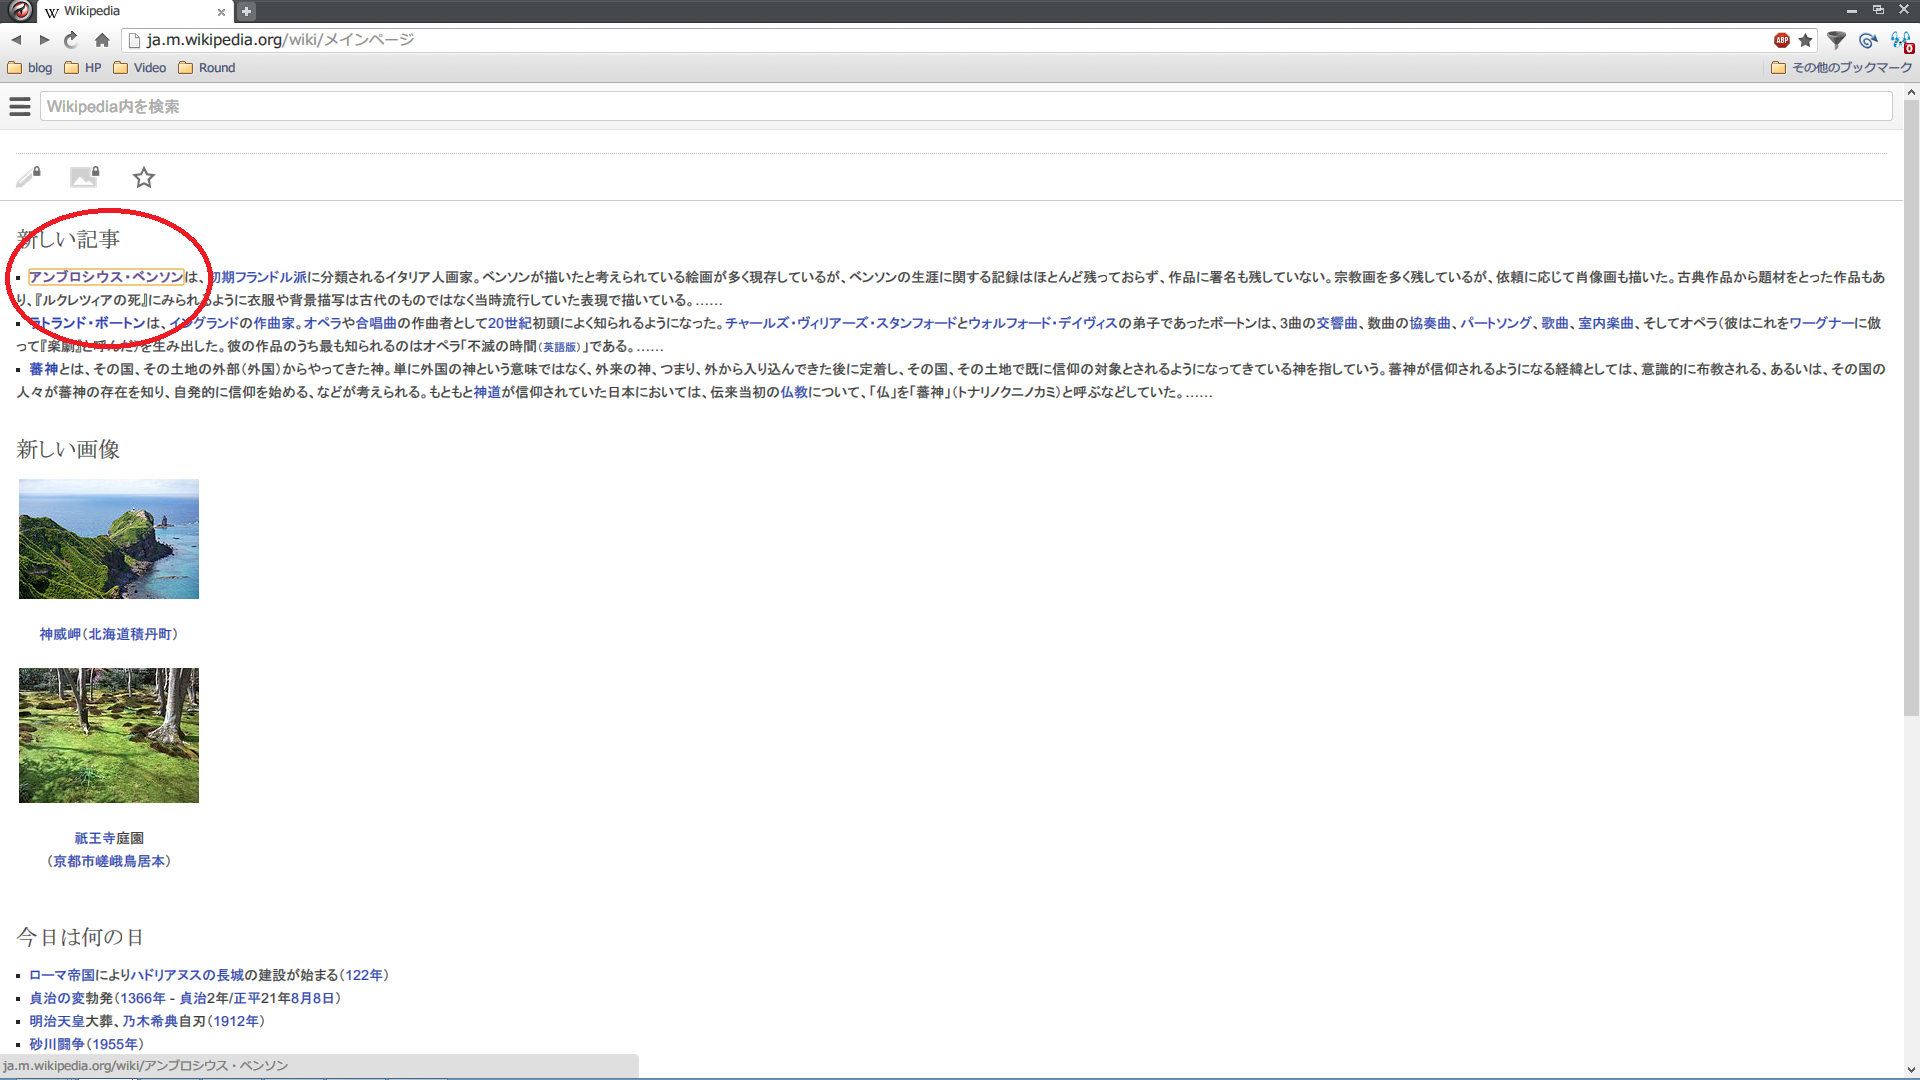 Wikipedia
ja.m.wikipedia.org/wiki/メインページ
ABP
0
blog HP Video Round その他のブックマーク
Wikipedia内を検索
新しい記事
アンブロシウス・ベンソンは、初期フランドル派に分類されるイタリア人画家。ベンソンが描いたと考えられている絵画が多く現存しているが、ベンソンの生涯に関する記録はほとんど残っておらず、作品に署名も残していない。宗教画を多く残しているが、依頼に応じて肖像画も描いた。古典作品から題材をとった作品もあ
り、『ルクレツィアの死』にみられるように衣服や背景描写は古代のものではなく当時流行していた表現で描いている。……
ラトランド・ボートンは、イングランドの作曲家。オペラや合唱曲の作曲者として20世紀初頭によく知られるようになった。チャールズ・ヴィリアーズ・スタンフォードとウォルフォード・デイヴィスの弟子であったボートンは、3曲の交響曲、数曲の協奏曲、パートソング、歌曲、室内楽曲、そしてオペラ（彼はこれをワーグナーに倣
って『楽劇』と呼んだ）を生み出した。彼の作品のうち最も知られるのはオペラ「不滅の時間（英語版）」である。……
蕃神とは、その国、その土地の外部（外国）からやってきた神。単に外国の神という意味ではなく、外来の神、つまり、外から入り込んできた後に定着し、その国、その土地で既に信仰の対象とされるようになってきている神を指していう。蕃神が信仰されるようになる経緯としては、意識的に布教される、あるいは、その国の
人々が蕃神の存在を知り、自発的に信仰を始める、などが考えられる。もともと神道が信仰されていた日本においては、伝来当初の仏教について、「仏」を「蕃神」（トナリノクニノカミ）と呼ぶなどしていた。……
新しい画像
神威岬（北海道積丹町）
祇王寺庭園
（京都市嵯峨鳥居本）
今日は何の日
ローマ帝国によりハドリアヌスの長城の建設が始まる（122年）
貞治の変勃発（1366年 - 貞治2年/正平21年8月8日）
明治天皇大葬、乃木希典自刃（1912年）
砂川闘争（1955年）
ja.m.wikipedia.org/wiki/アンブロシウス・ベンソン